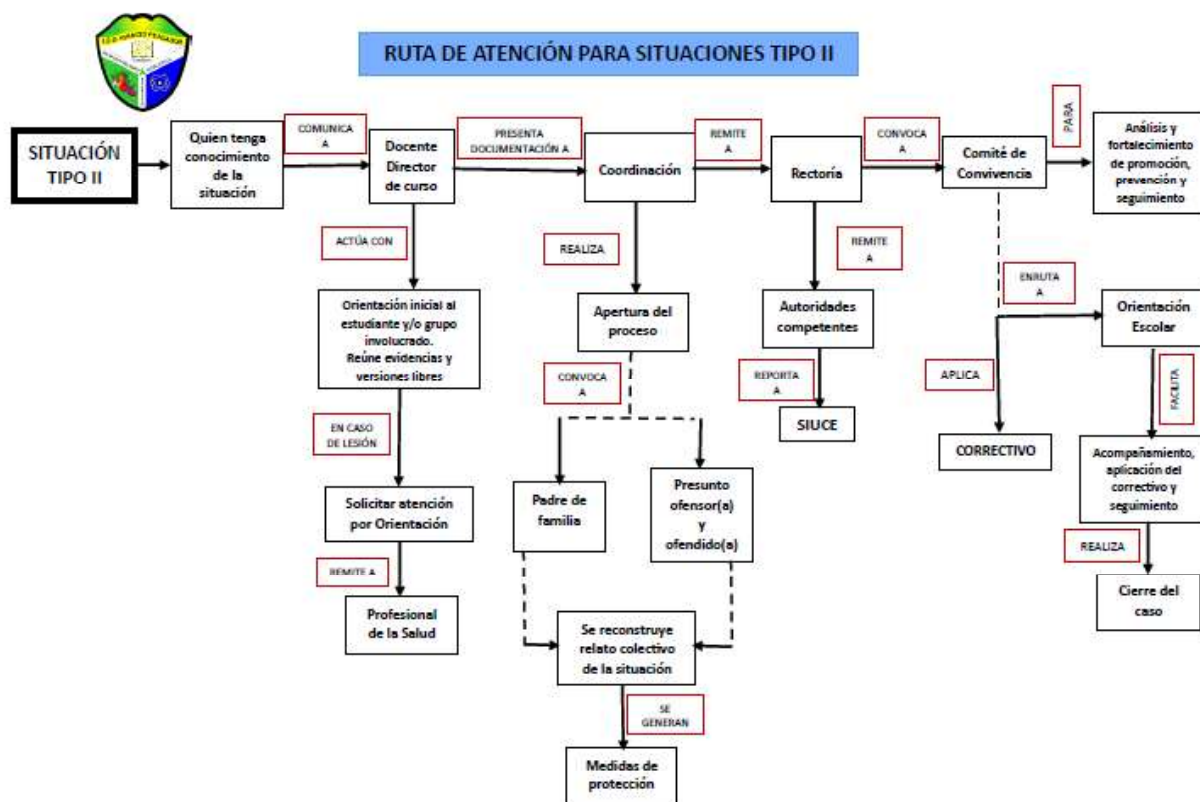 RUTA DE ATENCIÓN PARA SITUACIONES TIPO II
SITUACIÓN
TIPO II
Quien tenga
conocimiento
de la
situación
COMUNICA
A
Docente
Director
de curso
PRESENTA
DOCUMENTACIÓN A
Coordinación
REMITE
A
Rectoría
CONVOCA
A
Comité de
Convivencia
PARA
Análisis y
fortalecimiento
de promoción,
prevención y
seguimiento
ACTÚA CON
Orientación inicial al
estudiante y/o grupo
involucrado.
Reúne evidencias y
versiones libres
EN CASO
DE LESIÓN
Solicitar atención
por Orientación
REMITE A
Profesional
de la Salud
REALIZA
Apertura del
proceso
CONVOCA
A
Padre de
familia
Presunto
ofensor(a)
y
ofendido(a)
Se reconstruye
relato colectivo
de la situación
SE
GENERAN
Medidas de
protección
REMITE
A
Autoridades
competentes
REPORTA
A
SIUCE
ENRUTA
A
Orientación
Escolar
APLICA
CORRECTIVO
FACILITA
Acompañamiento,
aplicación del
correctivo y
seguimiento
REALIZA
Cierre del
caso